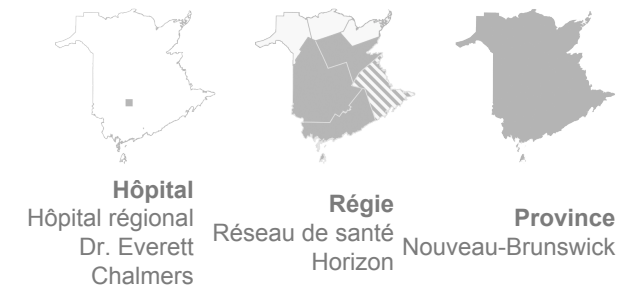 Hôpital
Hôpital régional
Dr. Everett
Chalmers
Régie
Réseau de santé
Horizon
Province
Nouveau-Brunswick